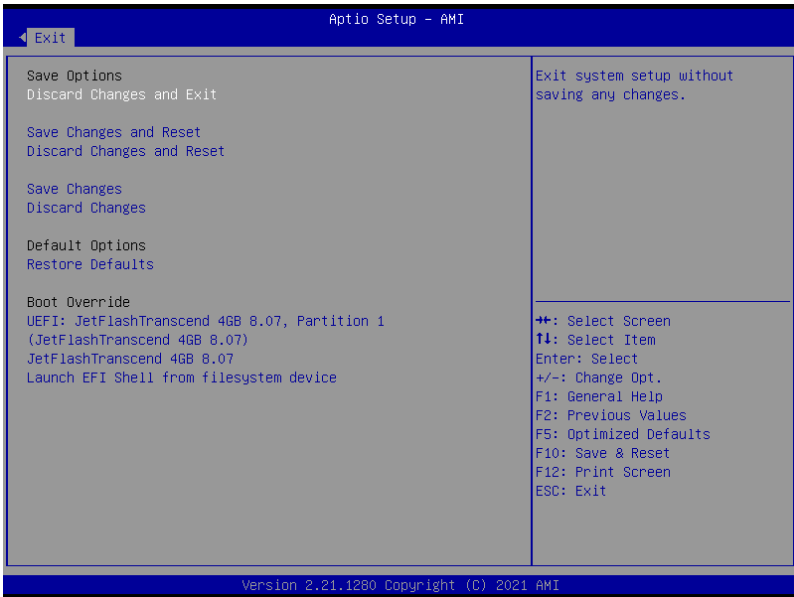 Aptio Setup - AMI
Exit
Save Options
Discard Changes and Exit
Save Changes and Reset
Discard Changes and Reset
Save Changes
Discard Changes
Default Options
Restore Defaults
Boot Override
UEFI: JetFlashTranscend 4GB 8.07, Partition 1
(JetFlashTranscend 4GB 8.07)
JetFlashTranscend 4GB 8.07
Launch EFI Shell from filesystem device
Exit system setup without
saving any changes.
→←: Select Screen
↑↓: Select Item
Enter: Select
+/-: Change Opt.
F1: General Help
F2: Previous Values
F5: Optimized Defaults
F10: Save & Reset
F12: Print Screen
ESC: Exit
Version 2.21.1280 Copyright (C) 2021 AMI